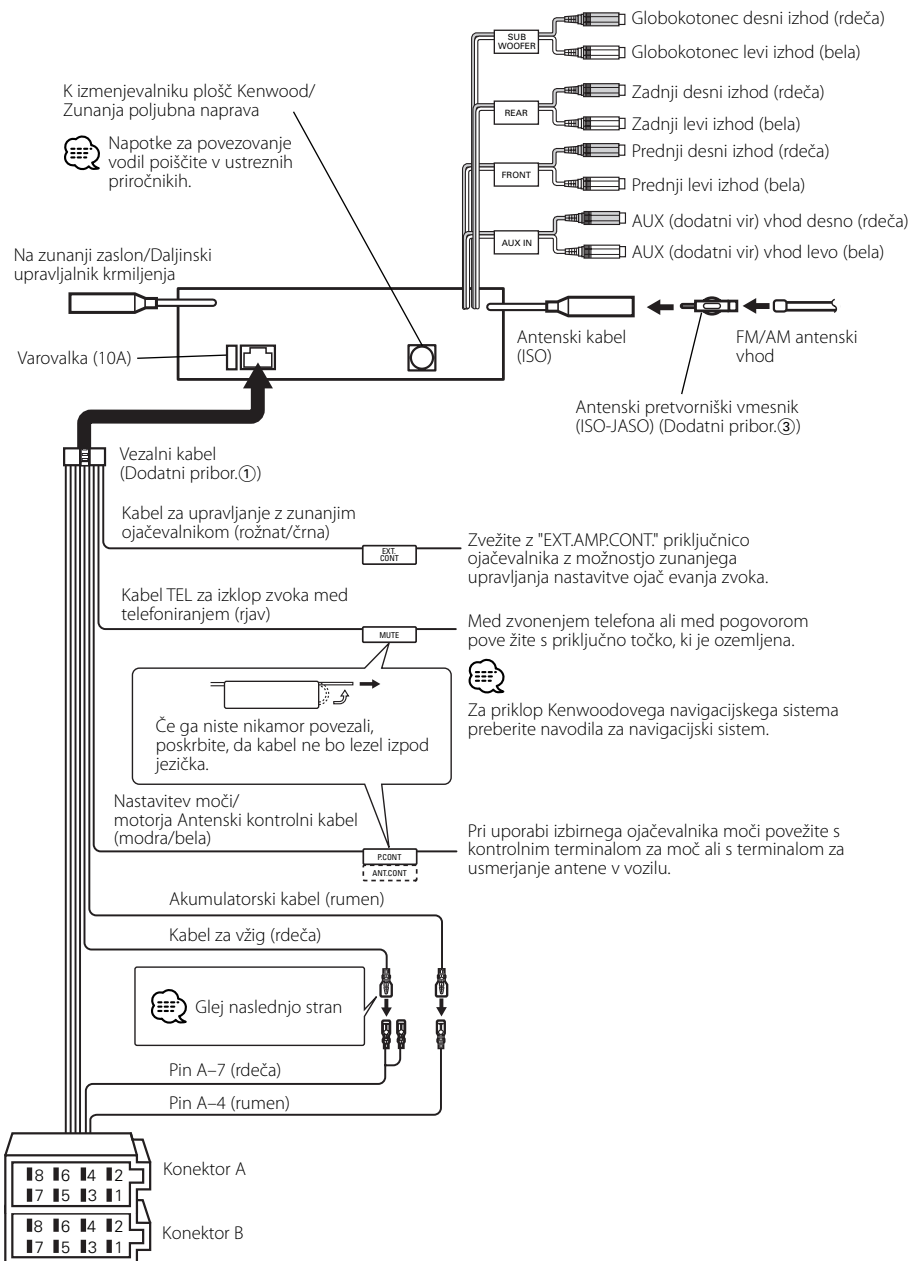 SUB
WOOFER
Globokotonec desni izhod (rdeča)
Globokotonec levi izhod (bela)
K izmenjevalniku plošč Kenwood/
Zunanja poljubna naprava
Napotke za povezovanje
vodil poiščite v ustreznih
priročnikih.
REAR
Zadnji desni izhod (rdeča)
Zadnji levi izhod (bela)
FRONT
Prednji desni izhod (rdeča)
Prednji levi izhod (bela)
AUX IN
AUX (dodatni vir) vhod desno (rdeča)
AUX (dodatni vir) vhod levo (bela)
Na zunanji zaslon/Daljinski
upravljalnik krmiljenja
Varovalka (10A)
Antenski kabel
(ISO)
FM/AM antenski
vhod
Antenski pretvorniški vmesnik
(ISO-JASO) (Dodatni pribor.③)
Vezalni kabel
(Dodatni pribor.①)
Kabel za upravljanje z zunanjim
ojačevalnikom (rožnat/črna)
EXT.
CONT
Zvežite z "EXT.AMP.CONT." priključnico
ojačevalnika z možnostjo zunanjega
upravljanja nastavitve ojač evanja zvoka.
Kabel TEL za izklop zvoka med
telefoniranjem (rjav)
MUTE
Med zvonenjem telefona ali med pogovorom
pove žite s priključno točko, ki je ozemljena.
Za priklop Kenwoodovega navigacijskega sistema
preberite navodila za navigacijski sistem.
Če ga niste nikamor povezali,
poskrbite, da kabel ne bo lezel izpod
jezička.
Nastavitev moči/
motorja Antenski kontrolni kabel
(modra/bela)
P.CONT
ANT.CONT
Pri uporabi izbirnega ojačevalnika moči povežite s
kontrolnim terminalom za moč ali s terminalom za
usmerjanje antene v vozilu.
Akumulatorski kabel (rumen)
Kabel za vžig (rdeča)
Glej naslednjo stran
Pin A–7 (rdeča)
Pin A–4 (rumen)
8 6 4 2
7 5 3 1
Konektor A
8 6 4 2
7 5 3 1
Konektor B